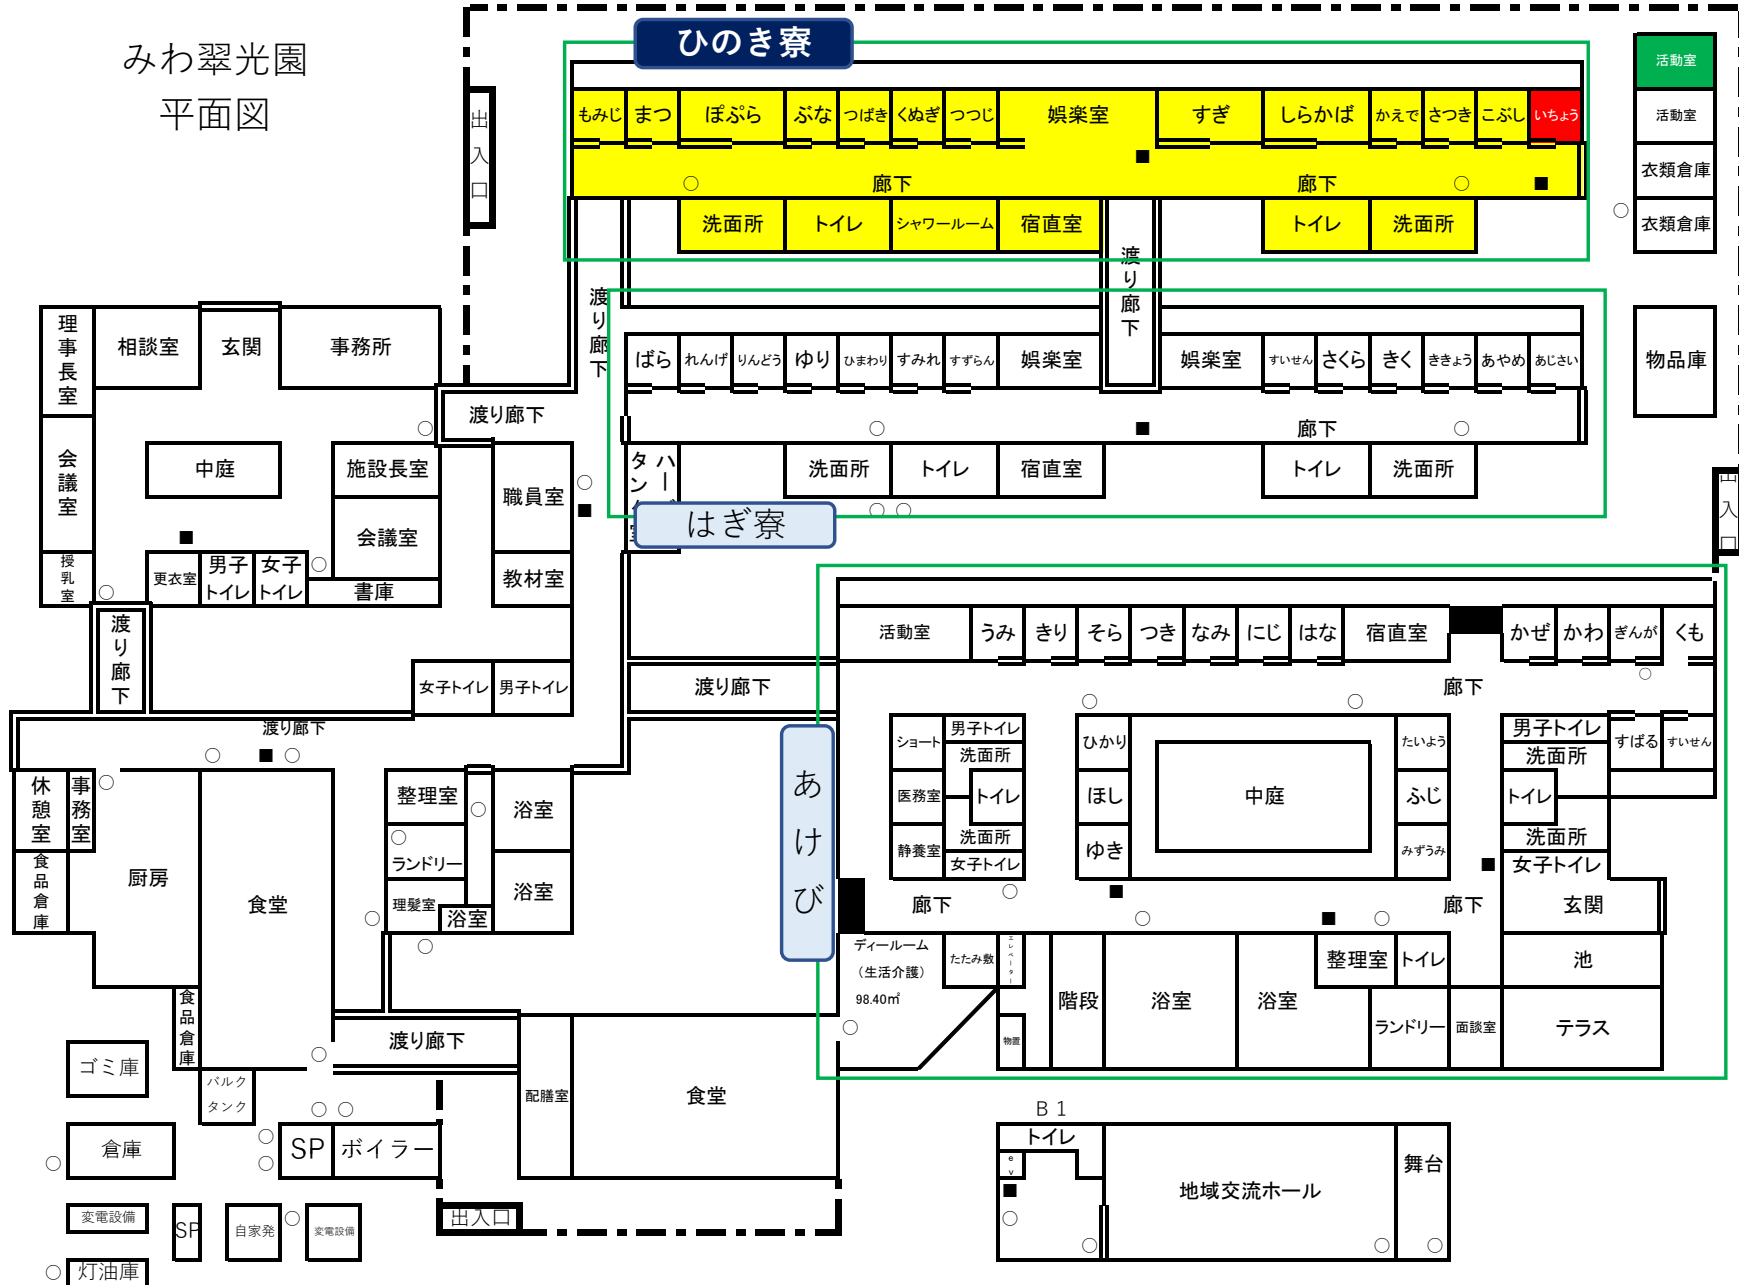 みわ翠光園
平面図
ひのき寮
活動室
出入口
もみじ まつ ぽぷら ぶな つばき くぬぎ つつじ 娯楽室 すぎ しらかば かえで さつき こぶし いちょう
活動室
■
○ 廊下 廊下 ○ ■
衣類倉庫
洗面所 トイレ シャワールーム 宿直室 トイレ 洗面所
○ 衣類倉庫
渡り廊下
渡り廊下
理事長室 相談室 玄関 事務所
ばら れんげ りんどう ゆり ひまわり すみれ すずらん 娯楽室 娯楽室 すいせん さくら きく ききょう あやめ あじさい
物品庫
渡り廊下
○ ○ ■ 廊下 ○
会議室 中庭 施設長室 職員室 ○ ■
洗面所 トイレ 宿直室 トイレ 洗面所
出入口
はぎ寮
○ ○
会議室
■
授乳室 ○ 更衣室 男子トイレ 女子トイレ ○ 書庫 教材室
渡り廊下
活動室 うみ きり そら つき なみ にじ はな 宿直室 かぜ かわ ぎんが くも
女子トイレ 男子トイレ 渡り廊下
○ ○ 廊下 ○
渡り廊下
○ ■ ○
ショート 男子トイレ ひかり たいよう 男子トイレ すばる すいせん
洗面所 洗面所
あけび
休憩室 事務室 ○ 整理室 ○ 浴室
医務室 トイレ ほし 中庭 ふじ トイレ
○
洗面所 洗面所
静養室 女子トイレ ゆき みずうみ ■ 女子トイレ
ランドリー
食品倉庫 厨房 食堂 理髪室 浴室 浴室
○ ○
○ ■ ○ ■ ○
廊下 廊下 玄関
ディールーム
(生活介護)
98.40㎡
○
たたみ敷 エレベーター 整理室 トイレ 池
物置 階段 浴室 浴室 ランドリー 面談室 テラス
食品倉庫
渡り廊下
○
ゴミ庫
バルク
タンク
○ ○
配膳室 食堂
B1
トイレ
倉庫 ○ ○ ○ SP ボイラー
ev
■
○
○
地域交流ホール
舞台
○ ○
変電設備 SP 自家発 ○ 変電設備
出入口
○ 灯油庫